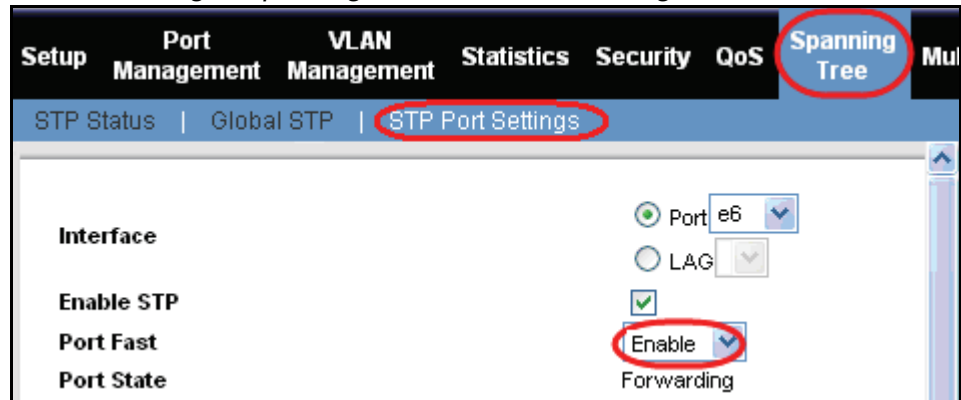 Setup Port Management VLAN Management Statistics Security QoS Spanning Tree Mul
STP Status | Global STP | STP Port Settings
Interface
Port e6
LAG
Enable STP
Port Fast Enable
Port State Forwarding